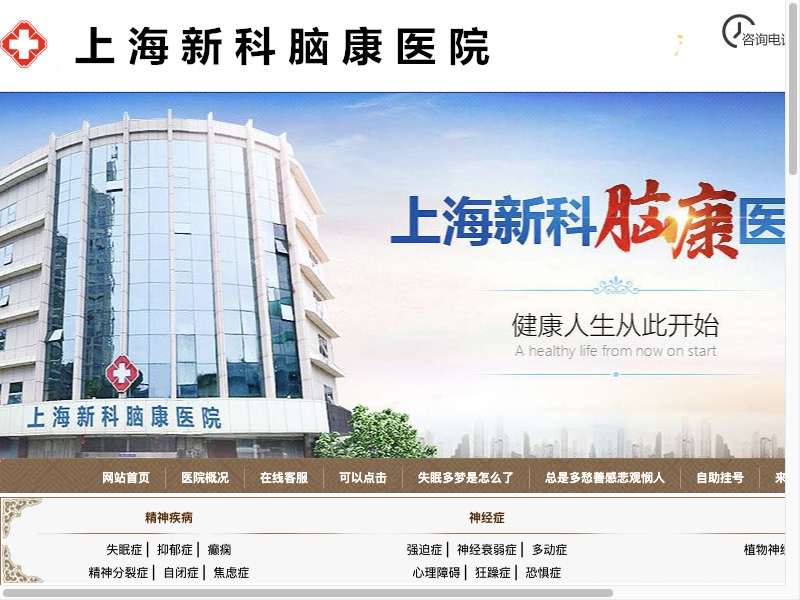 上海新科脑康医院
咨询电
上海新科脑康医
健康人生从此开始
A healthy life from now on start
上海新科脑康医院
网站首页 医院概况 在线客服 可以点击 失眠多梦是怎么了 总是多愁善感悲观悯人 自助挂号 来
精神疾病 神经症
失眠症| 抑郁症| 癫痫 强迫症| 神经衰弱症| 多动症 植物神经
精神分裂症| 自闭症| 焦虑症 心理障碍| 狂躁症| 恐惧症